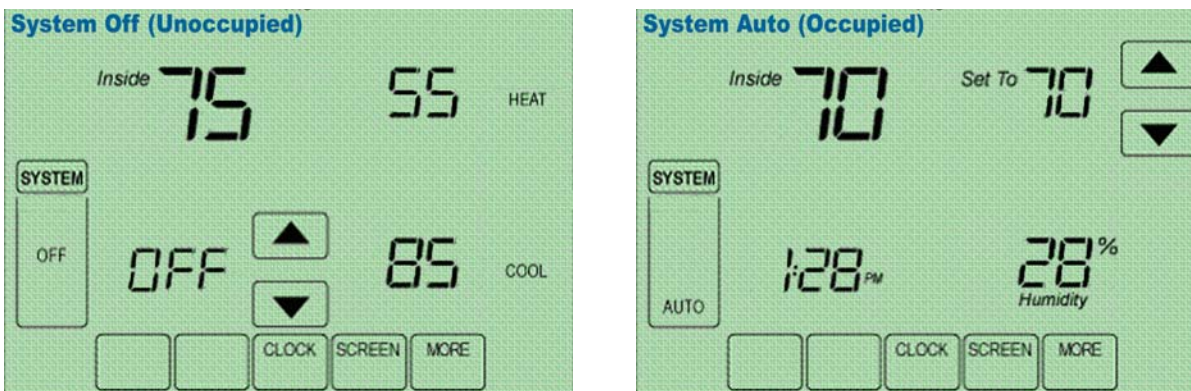 System Off (Unoccupied)
Inside 75 55 HEAT
SYSTEM
OFF OFF 85 COOL
CLOCK SCREEN MORE
System Auto (Occupied)
Inside 70 Set To 70
SYSTEM
1:28 PM 28 %
AUTO Humidity
CLOCK SCREEN MORE